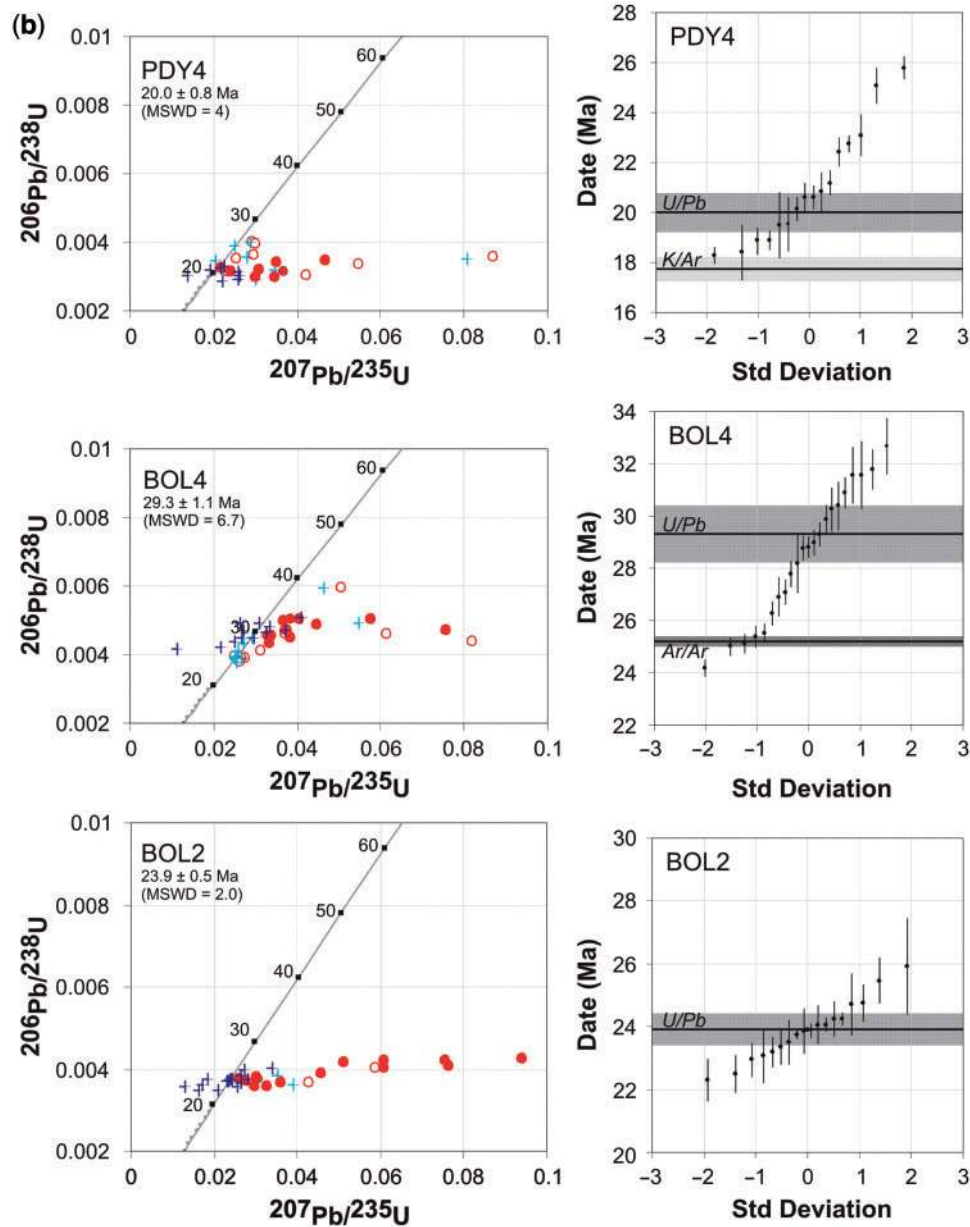 (b)
0.01
0.008
0.006
0.004
0.002
206Pb/238U
PDY4
20.0 ± 0.8 Ma
(MSWD = 4)
60
50
40
30
20
0
0.02
0.04
0.06
0.08
0.1
207Pb/235U
28
26
24
22
20
18
16
Date (Ma)
PDY4
U/Pb
K/Ar
−3
−2
−1
0
1
2
3
Std Deviation
0.01
0.008
0.006
0.004
0.002
206Pb/238U
BOL4
29.3 ± 1.1 Ma
(MSWD = 6.7)
60
50
40
30
20
0
0.02
0.04
0.06
0.08
0.1
207Pb/235U
34
32
30
28
26
24
22
Date (Ma)
BOL4
U/Pb
Ar/Ar
−3
−2
−1
0
1
2
3
Std Deviation
0.01
0.008
0.006
0.004
0.002
206Pb/238U
BOL2
23.9 ± 0.5 Ma
(MSWD = 2.0)
60
50
40
30
20
0
0.02
0.04
0.06
0.08
0.1
207Pb/235U
30
28
26
24
22
20
Date (Ma)
BOL2
U/Pb
−3
−2
−1
0
1
2
3
Std Deviation